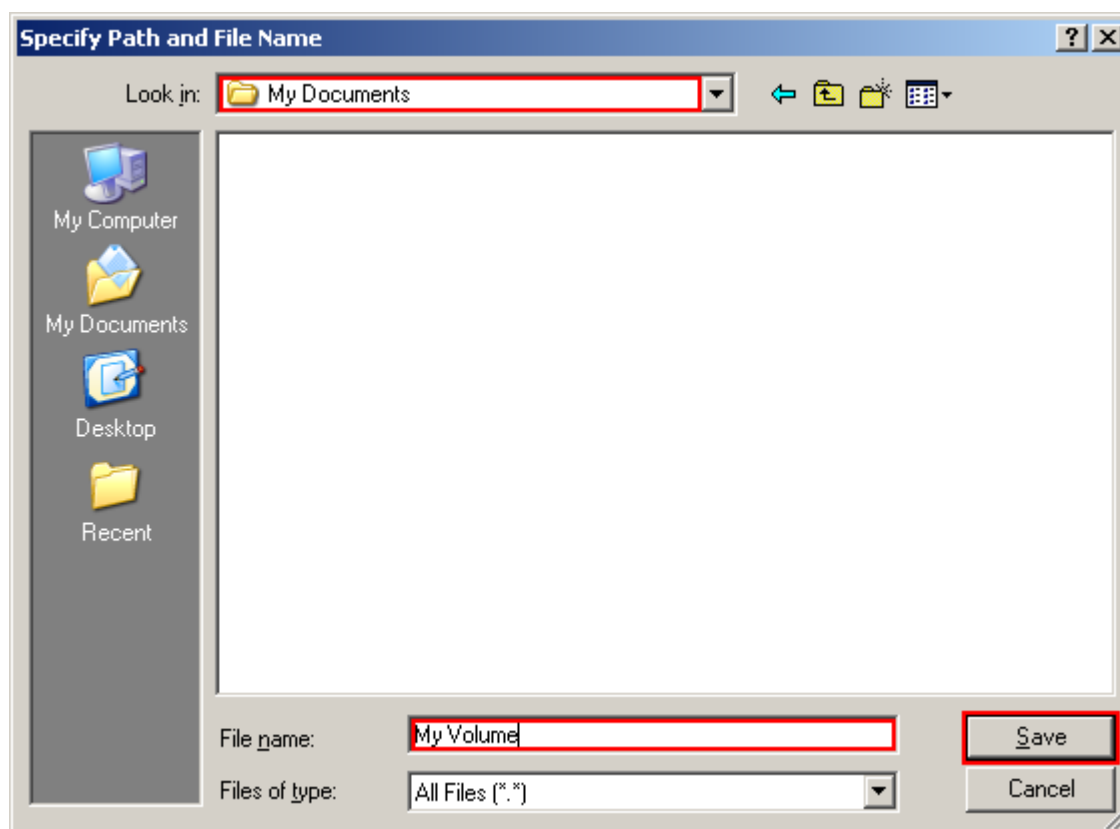 Specify Path and File Name
Look in:
My Documents
My Computer
My Documents
Desktop
Recent
File name:
My Volume
Save
Files of type:
All Files (*.*)
Cancel